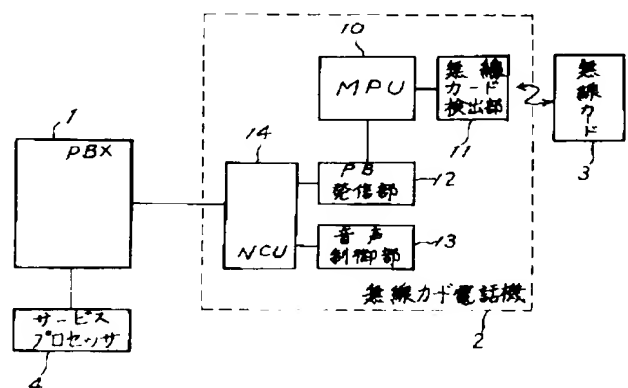 10
MPU
無線
カード
検出部
11
無線カード
3
1
PBX
14
NCU
PB
発信部
12
音声
制御部
13
無線カード電話機
2
サービス
プロセッサ
4